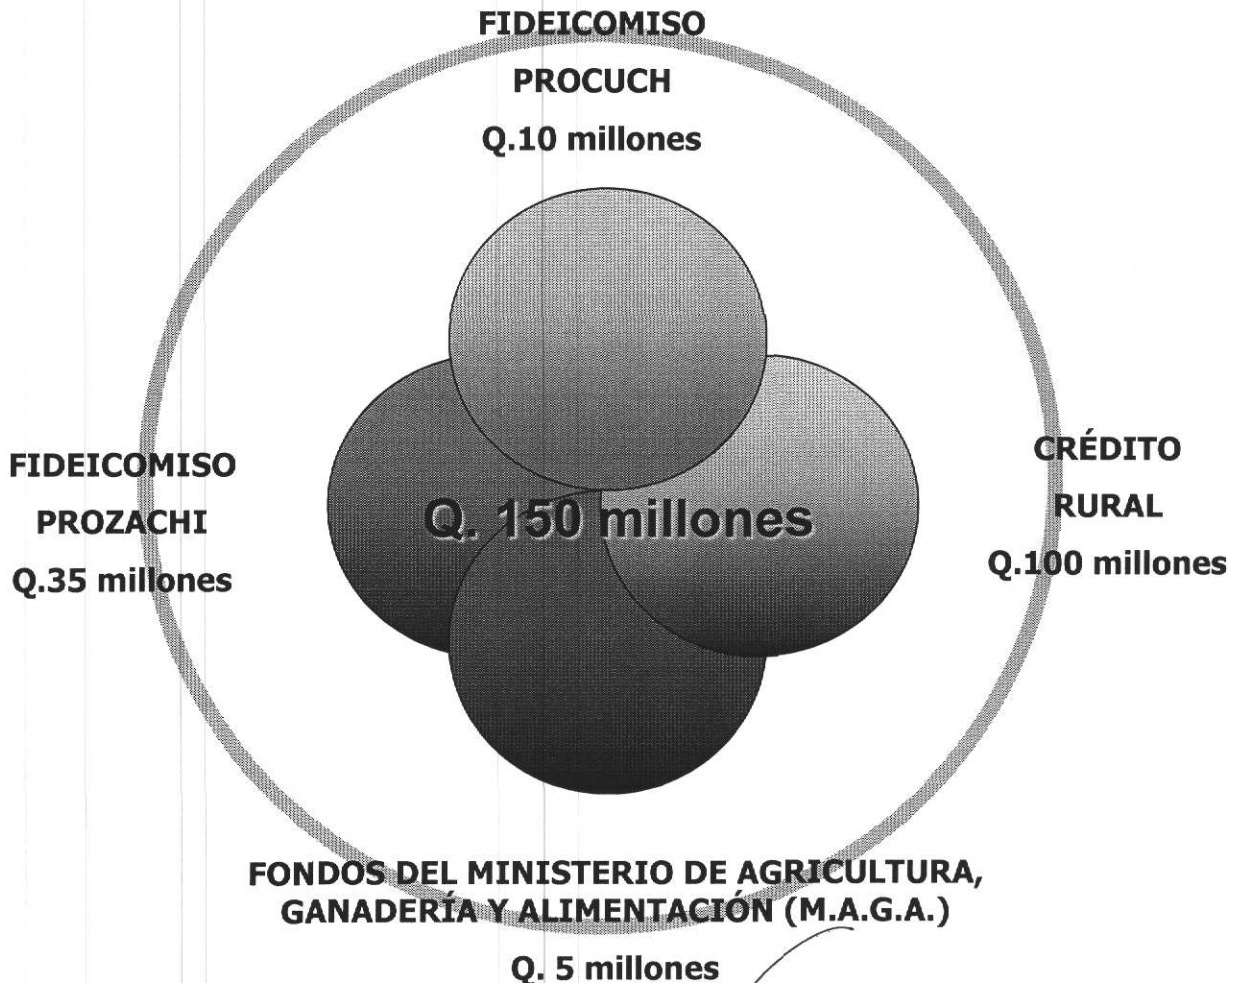 FIDEICOMISO
PROCUCH
Q.10 millones
FIDEICOMISO
PROZACHI
Q.35 millones
Q. 150 millones
CRÉDITO
RURAL
Q.100 millones
FONDOS DEL MINISTERIO DE AGRICULTURA,
GANADERÍA Y ALIMENTACIÓN (M.A.G.A.)
Q. 5 millones